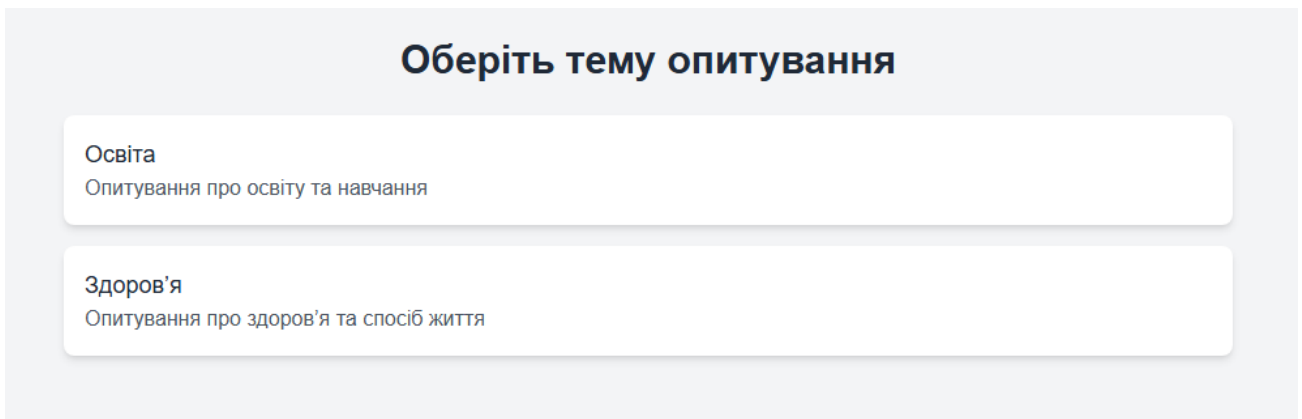 Оберіть тему опитування
Освіта
Опитування про освіту та навчання
Здоров’я
Опитування про здоров’я та спосіб життя